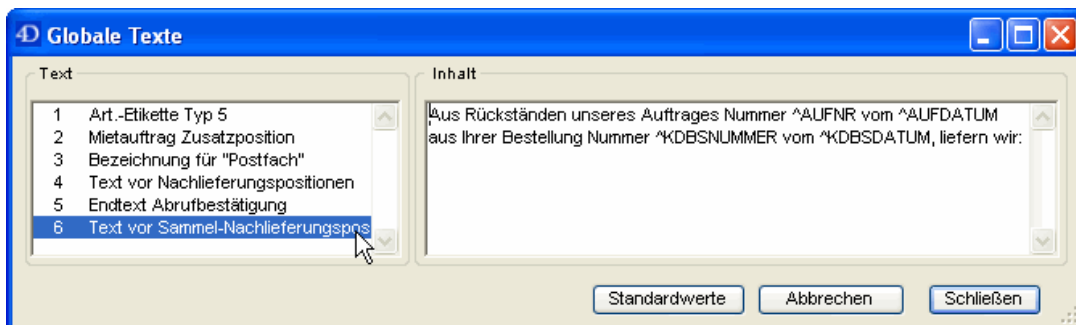 4D Globale Texte
Text
Inhalt
1 Art.-Etikette Typ 5
2 Mietauftrag Zusatzposition
3 Bezeichnung für "Postfach"
4 Text vor Nachlieferungspositionen
5 Endtext Abrufbestätigung
6 Text vor Sammel-Nachlieferungspos
Aus Rückständen unseres Auftrages Nummer ^AUFNR vom ^AUFDATUM
aus Ihrer Bestellung Nummer ^KDBSNUMMER vom ^KDBSDATUM, liefern wir:
Standardwerte
Abbrechen
Schließen